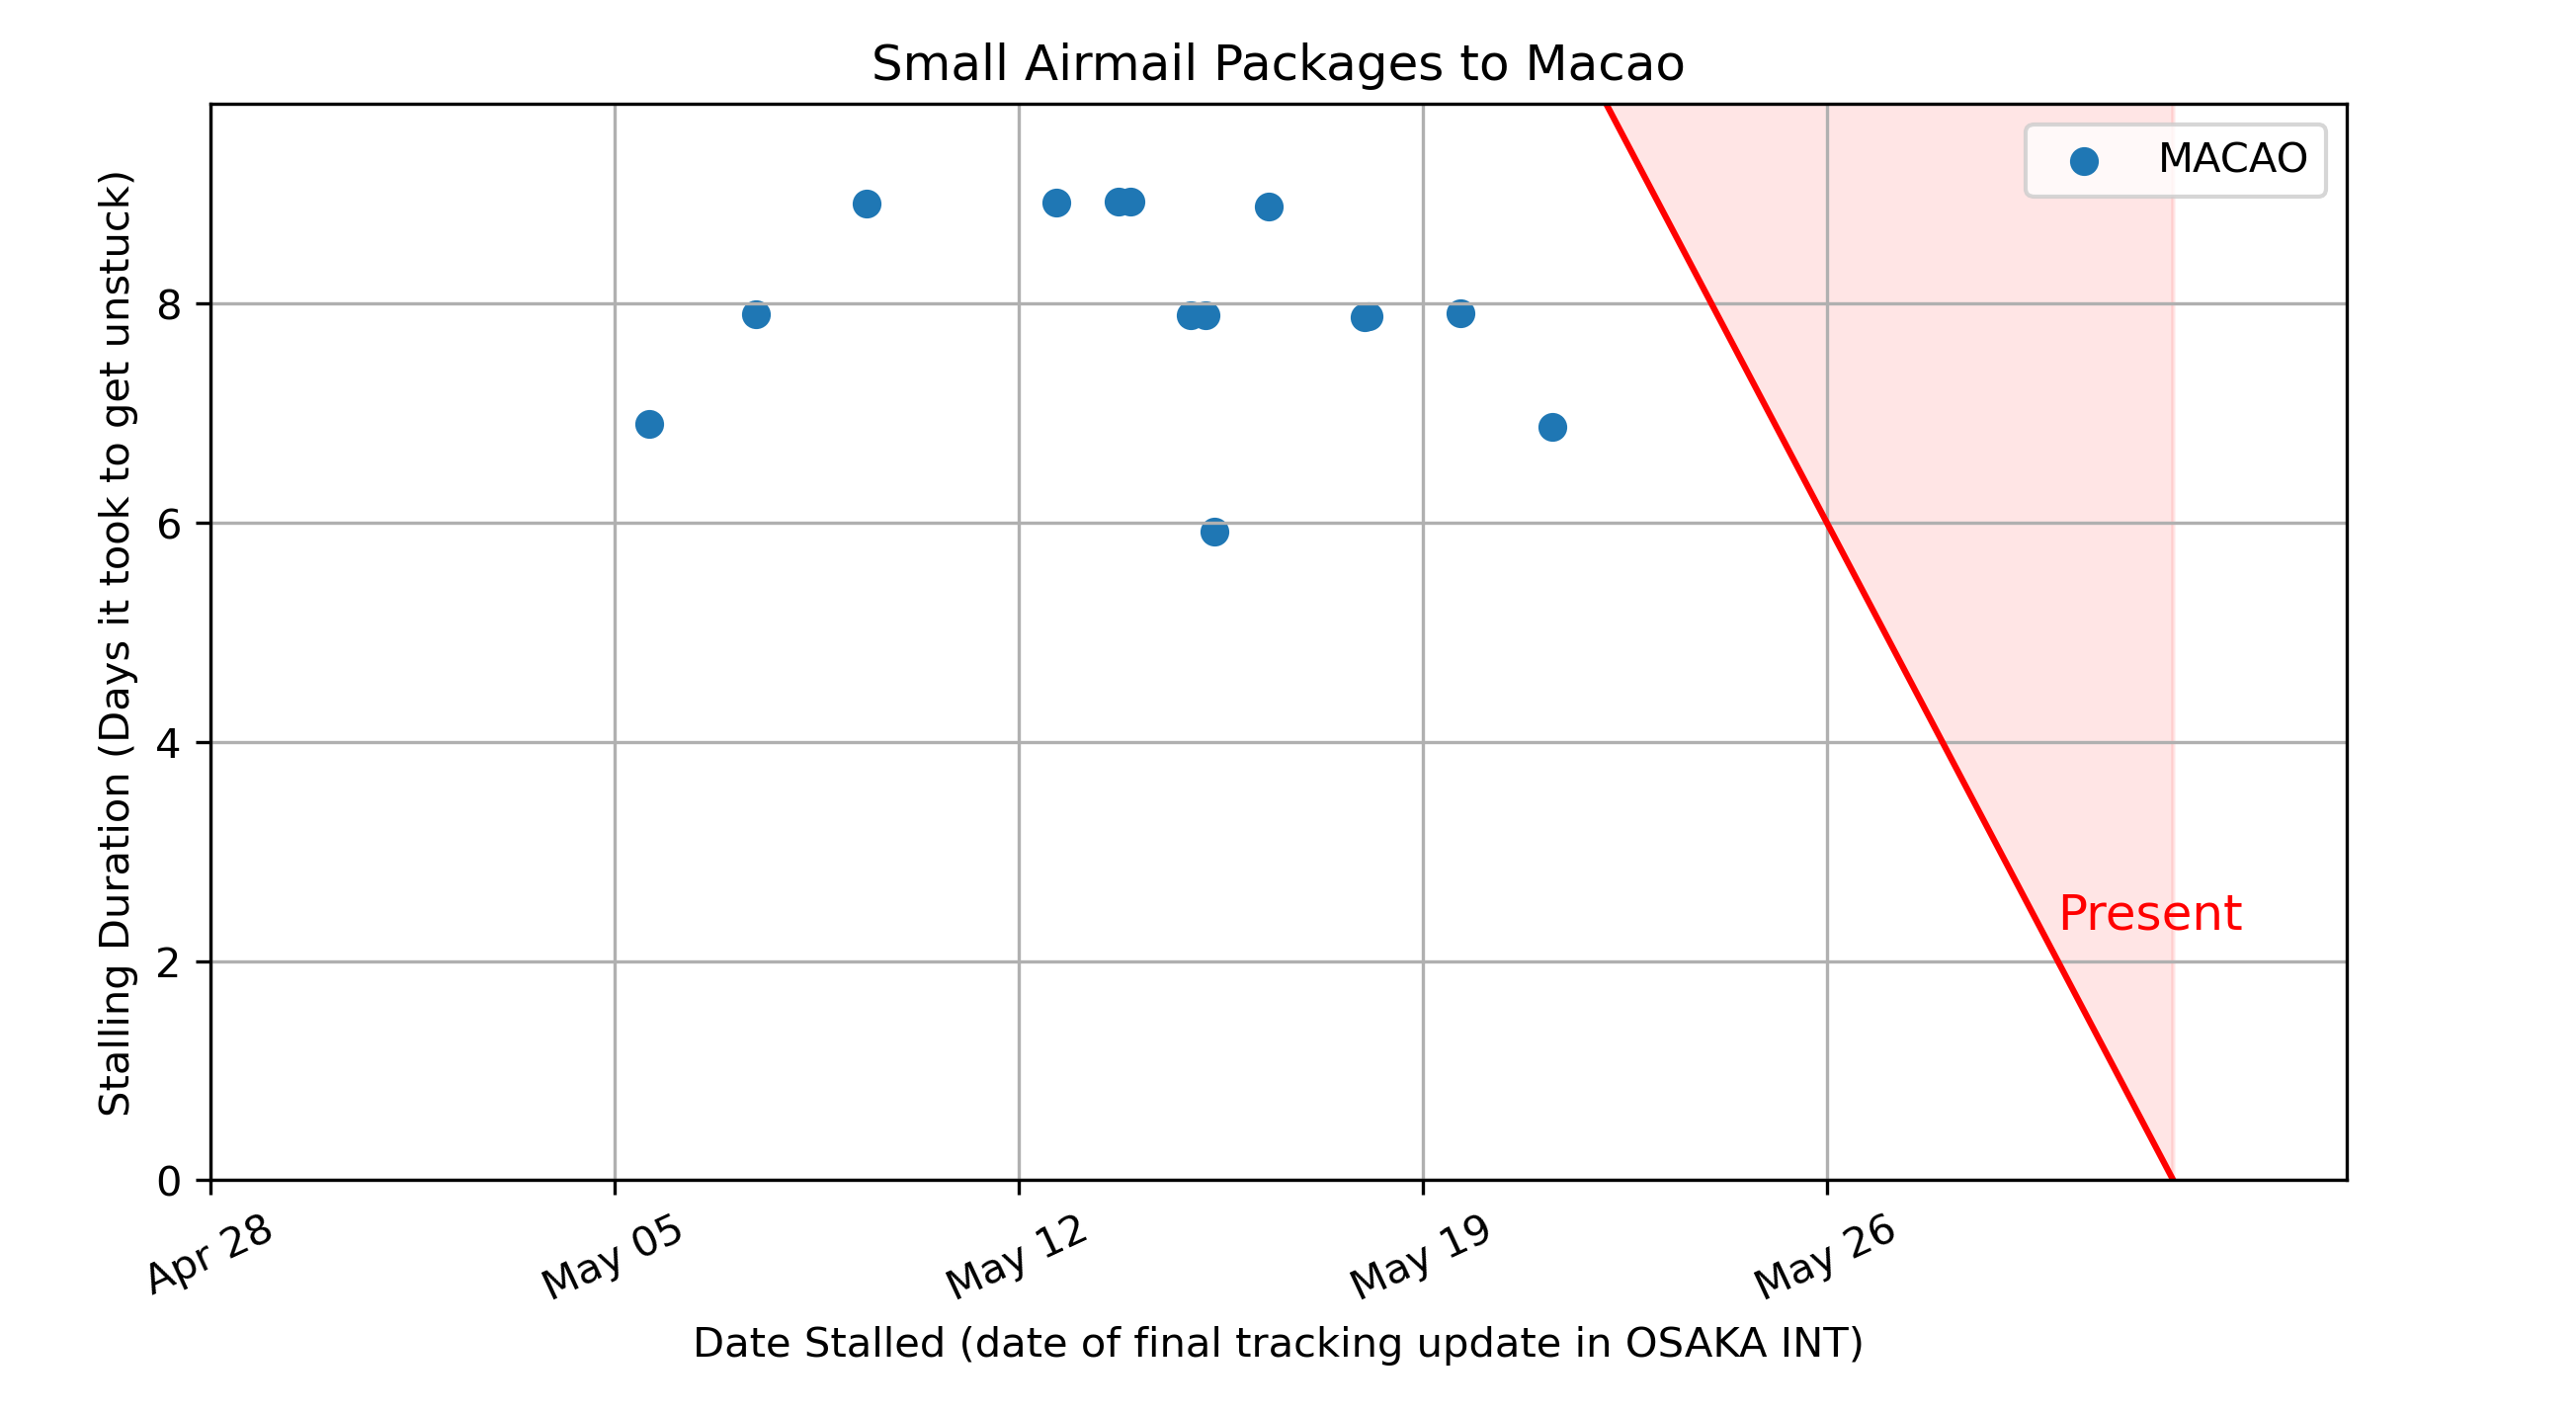 Small Airmail Packages to Macao
MACAO
Stalling Duration (Days it took to get unstuck)
8
6
4
2
0
Present
Apr 28
May 05
May 12
May 19
May 26
Date Stalled (date of final tracking update in OSAKA INT)